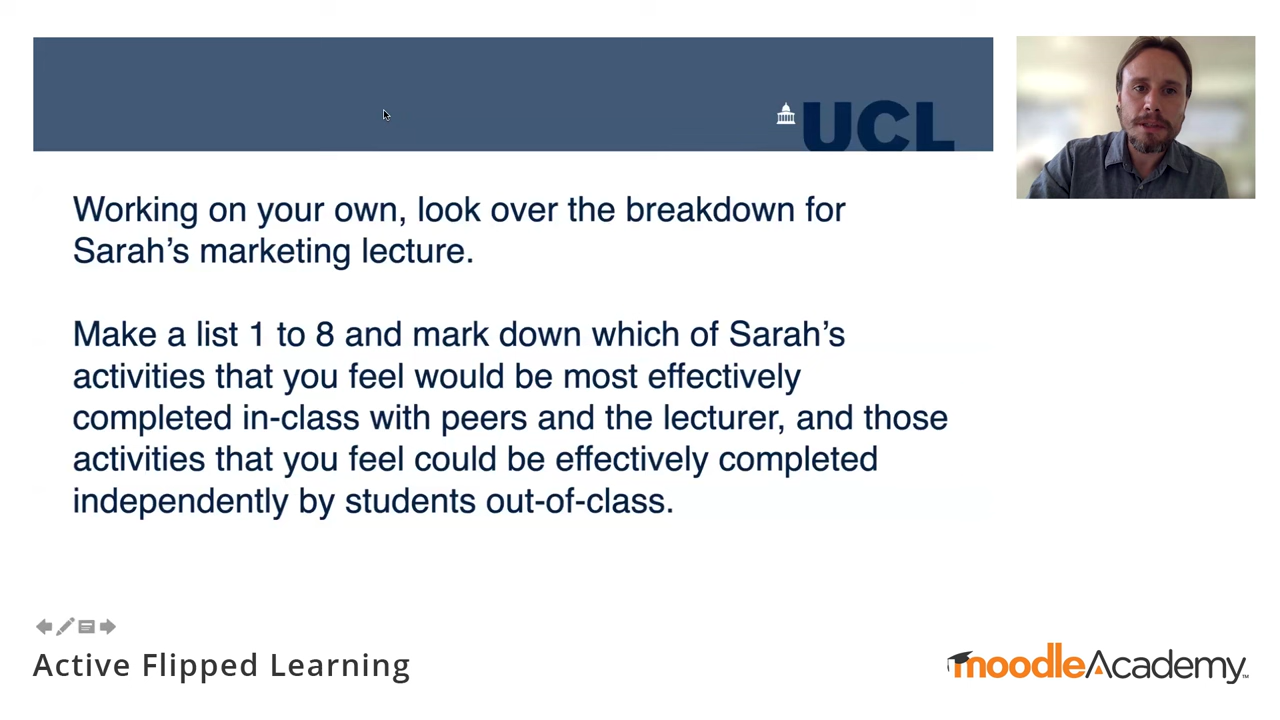 UCL
Working on your own, look over the breakdown for
Sarah's marketing lecture.
Make a list 1 to 8 and mark down which of Sarah's
activities that you feel would be most effectively
completed in-class with peers and the lecturer, and those
activities that you feel could be effectively completed
independently by students out-of-class.
Active Flipped Learning
moodleAcademy™